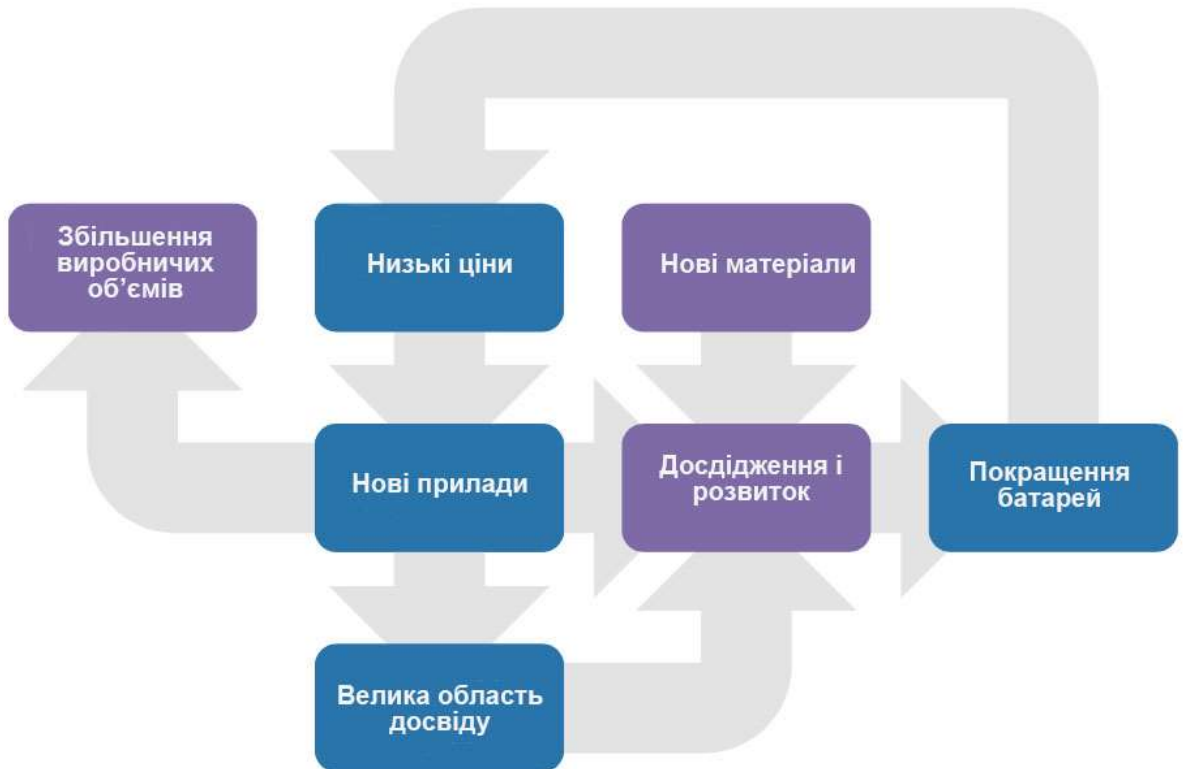 Збільшення
виробничих
об’ємів
Низькі ціни
Нові матеріали
Нові прилади
Досдідження і
розвиток
Покращення
батарей
Велика область
досвіду